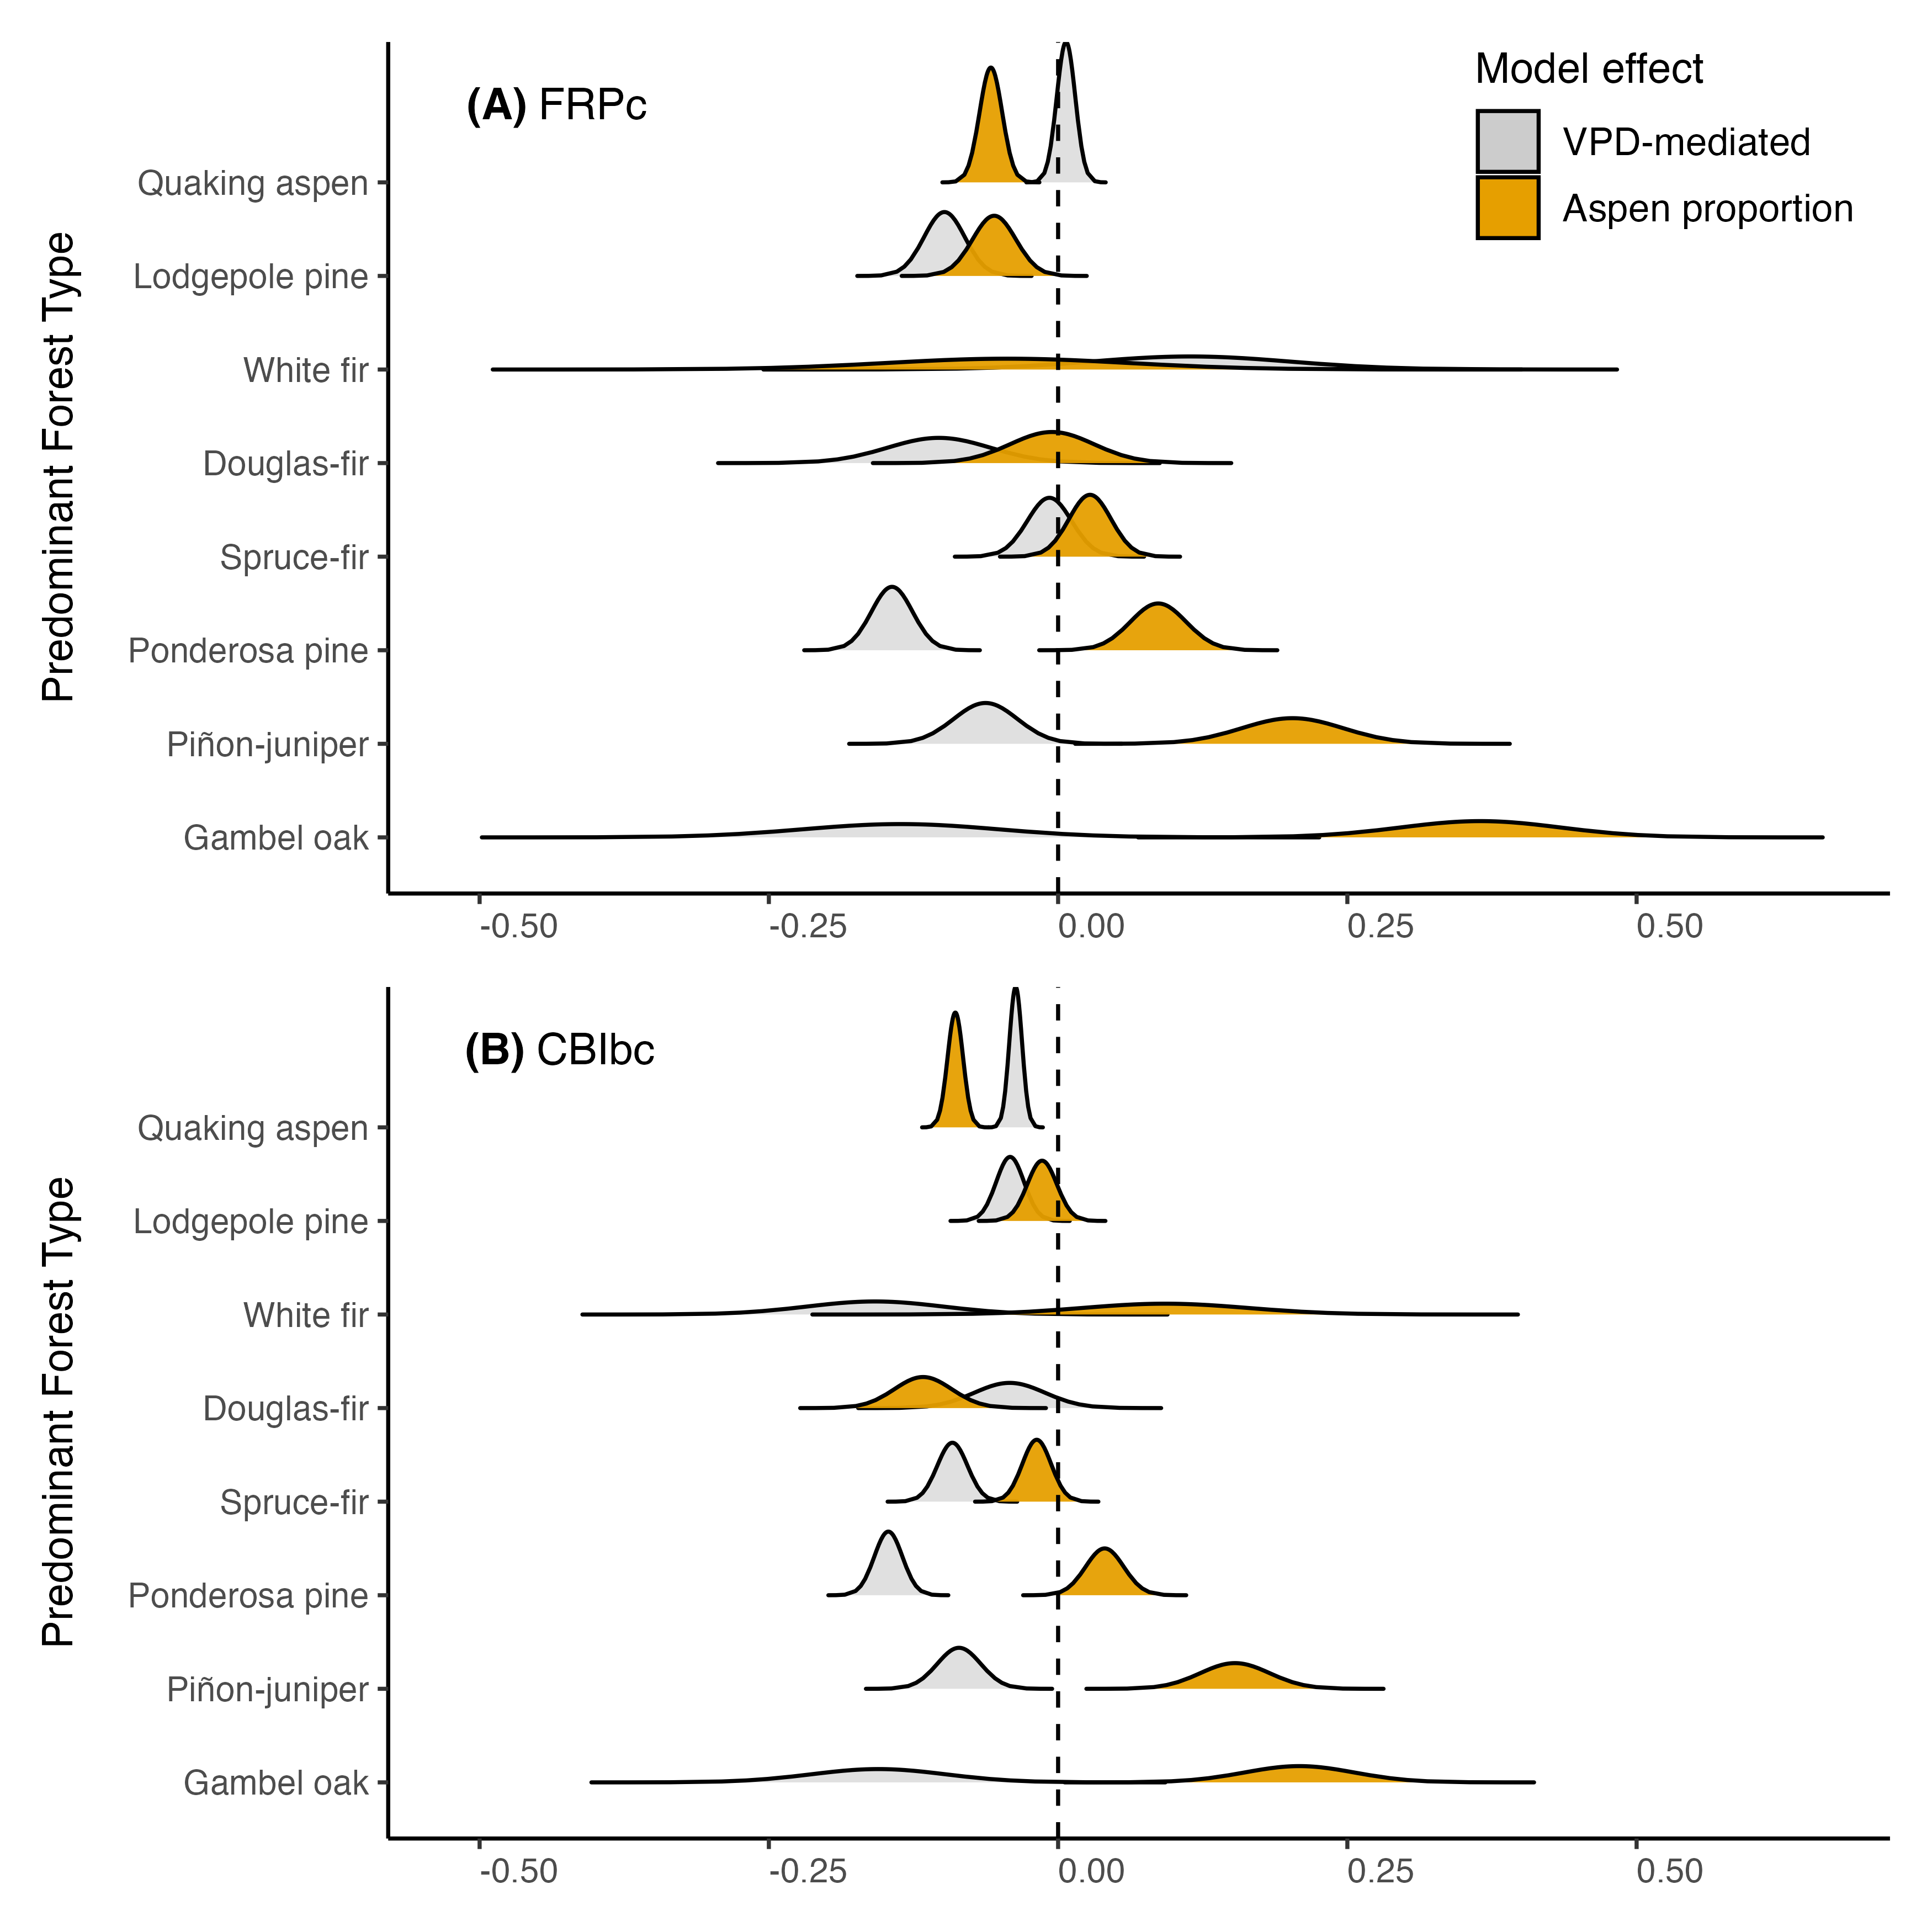 (A) FRPc
Model effect
VPD-mediated
Aspen proportion
Predominant Forest Type
Quaking aspen
Lodgepole pine
White fir
Douglas-fir
Spruce-fir
Ponderosa pine
Piñon-juniper
Gambel oak
-0.50 -0.25 0.00 0.25 0.50
(B) CBIbc
Predominant Forest Type
Quaking aspen
Lodgepole pine
White fir
Douglas-fir
Spruce-fir
Ponderosa pine
Piñon-juniper
Gambel oak
-0.50 -0.25 0.00 0.25 0.50